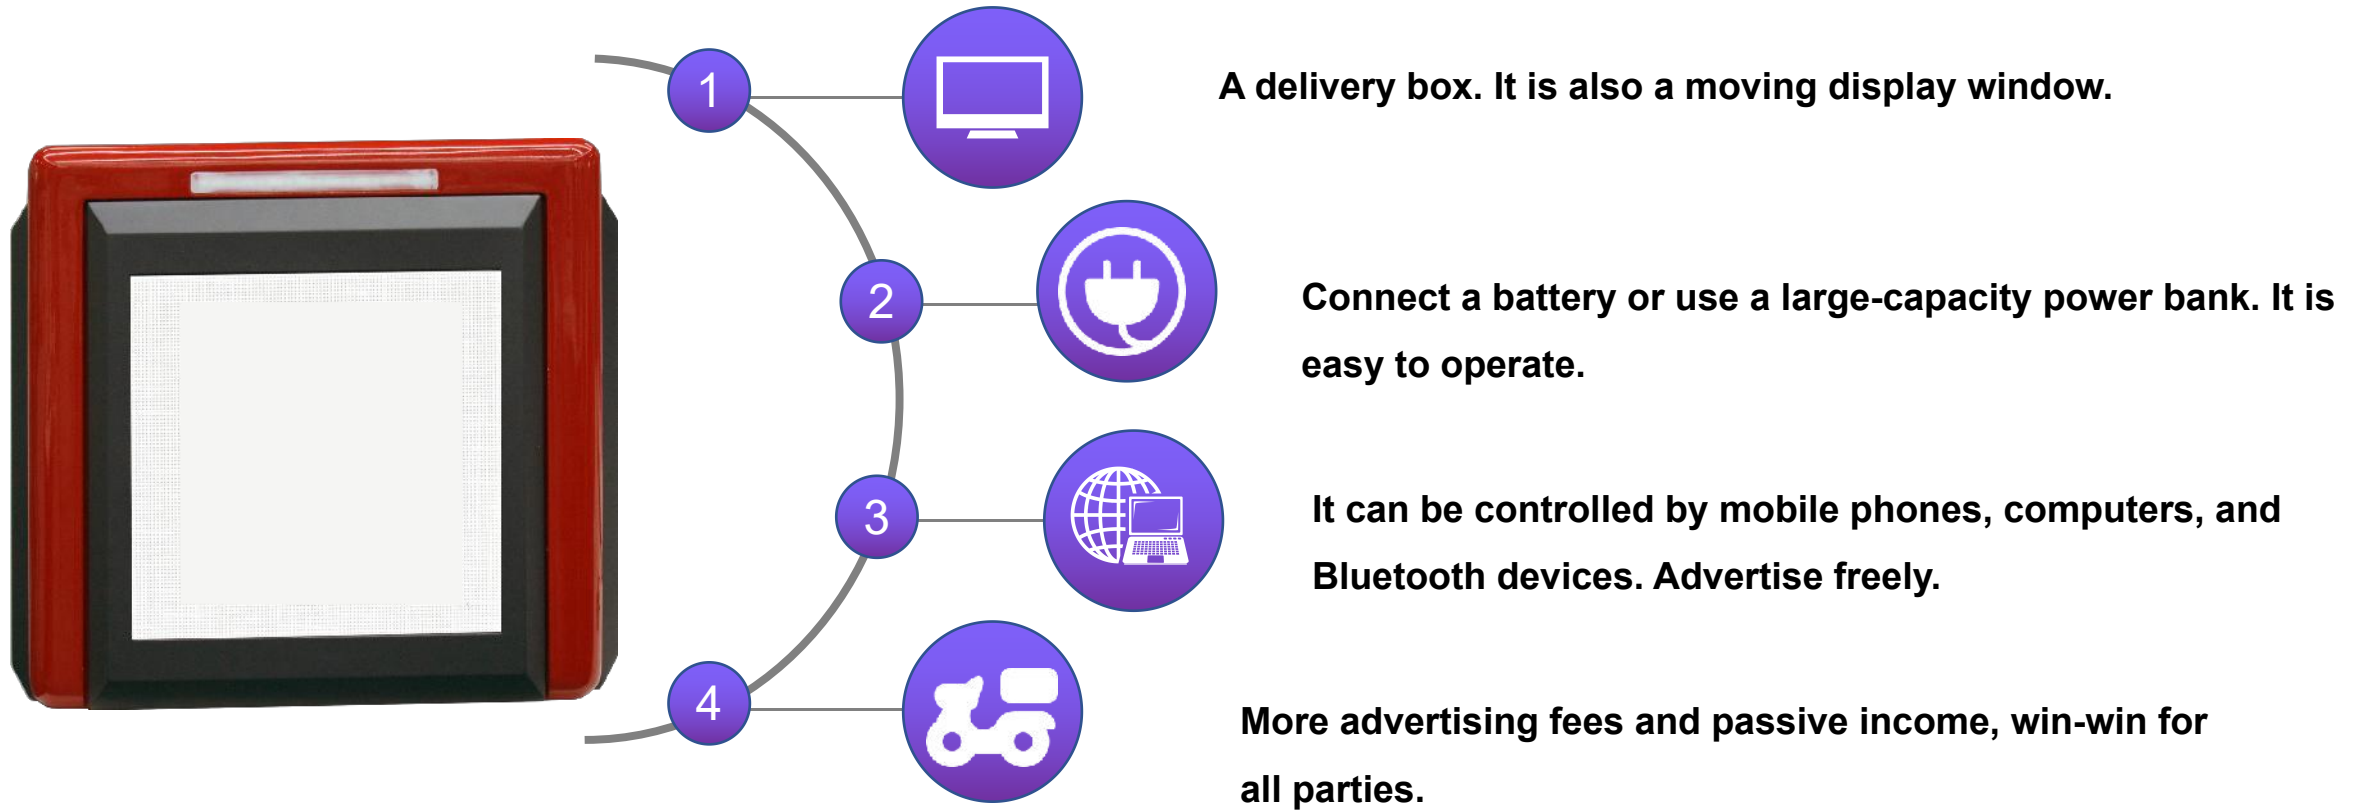 1
A delivery box. It is also a moving display window.
2
Connect a battery or use a large-capacity power bank. It is
easy to operate.
3
It can be controlled by mobile phones, computers, and
Bluetooth devices. Advertise freely.
4
More advertising fees and passive income, win-win for
all parties.